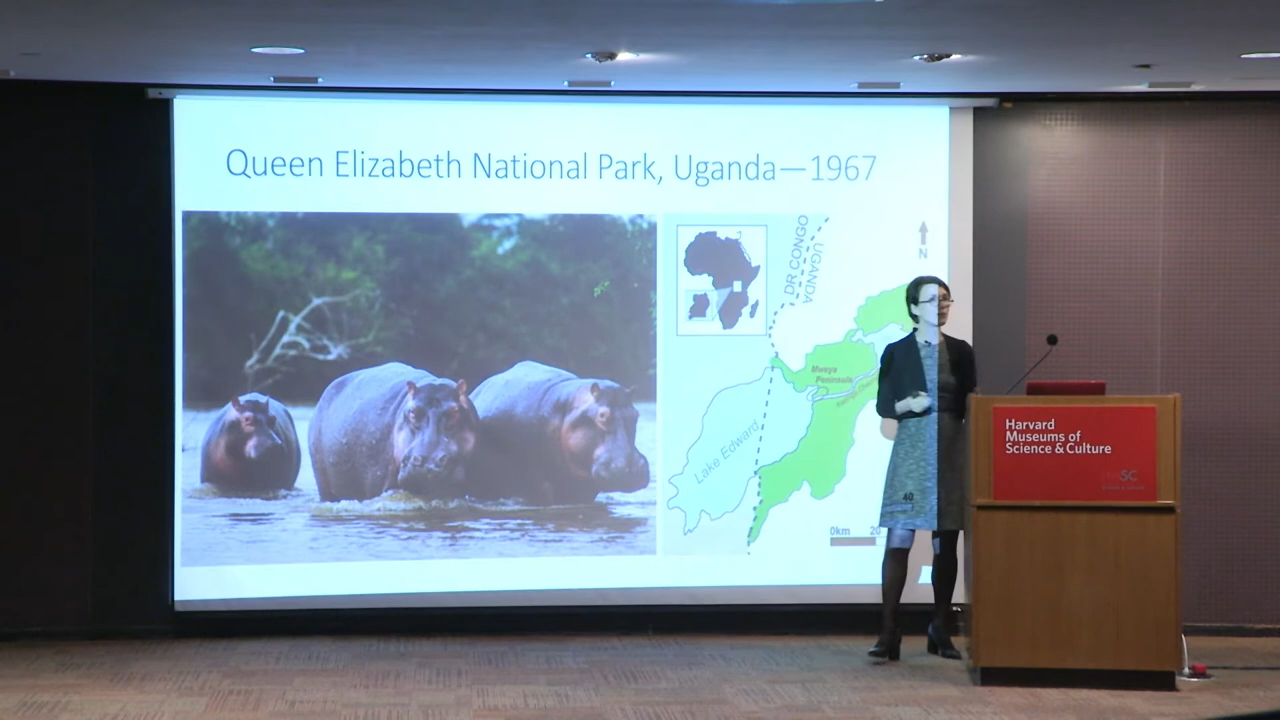 Queen Elizabeth National Park, Uganda—1967
DR CONGO
UGANDA
N
Mweya
Peninsula
Lake Edward
0km
20
40
Harvard
Museums of
Science & Culture